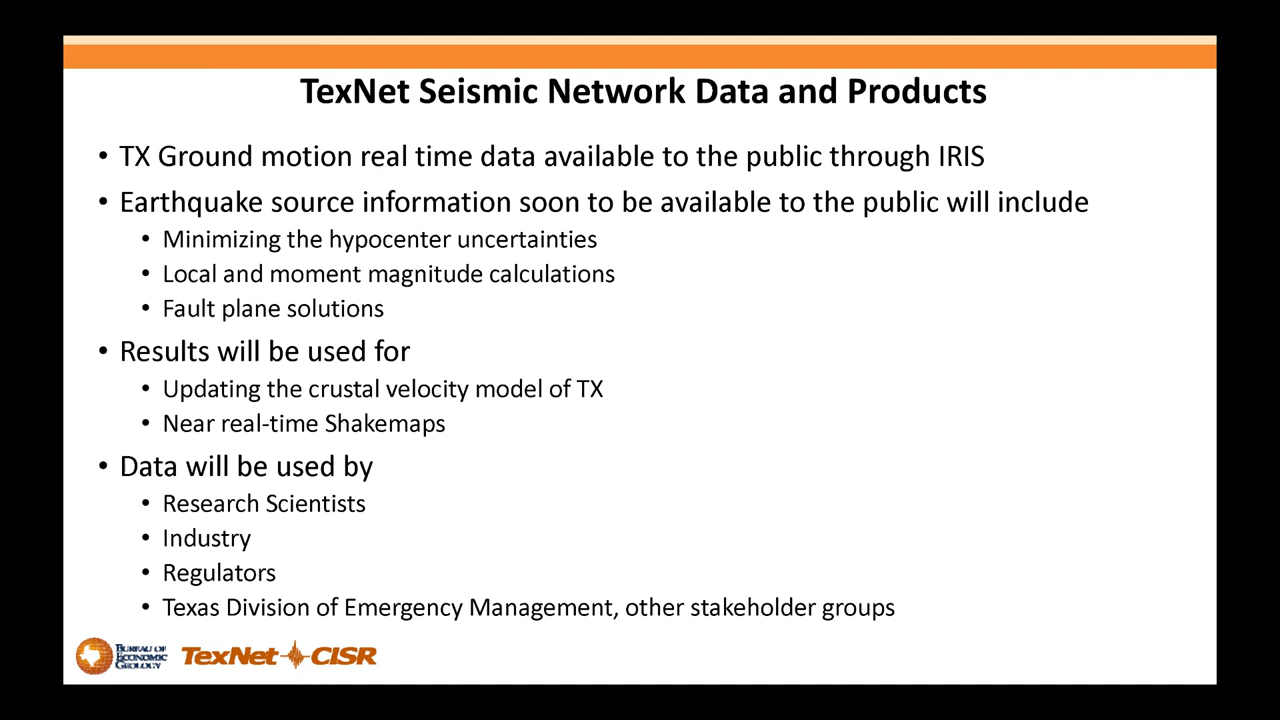 TexNet Seismic Network Data and Products
• TX Ground motion real time data available to the public through IRIS
• Earthquake source information soon to be available to the public will include
• Minimizing the hypocenter uncertainties
• Local and moment magnitude calculations
• Fault plane solutions
• Results will be used for
• Updating the crustal velocity model of TX
• Near real-time Shakemaps
• Data will be used by
• Research Scientists
• Industry
• Regulators
• Texas Division of Emergency Management, other stakeholder groups
BUREAU OF
ECONOMIC
GEOLOGY
TexNet CISR